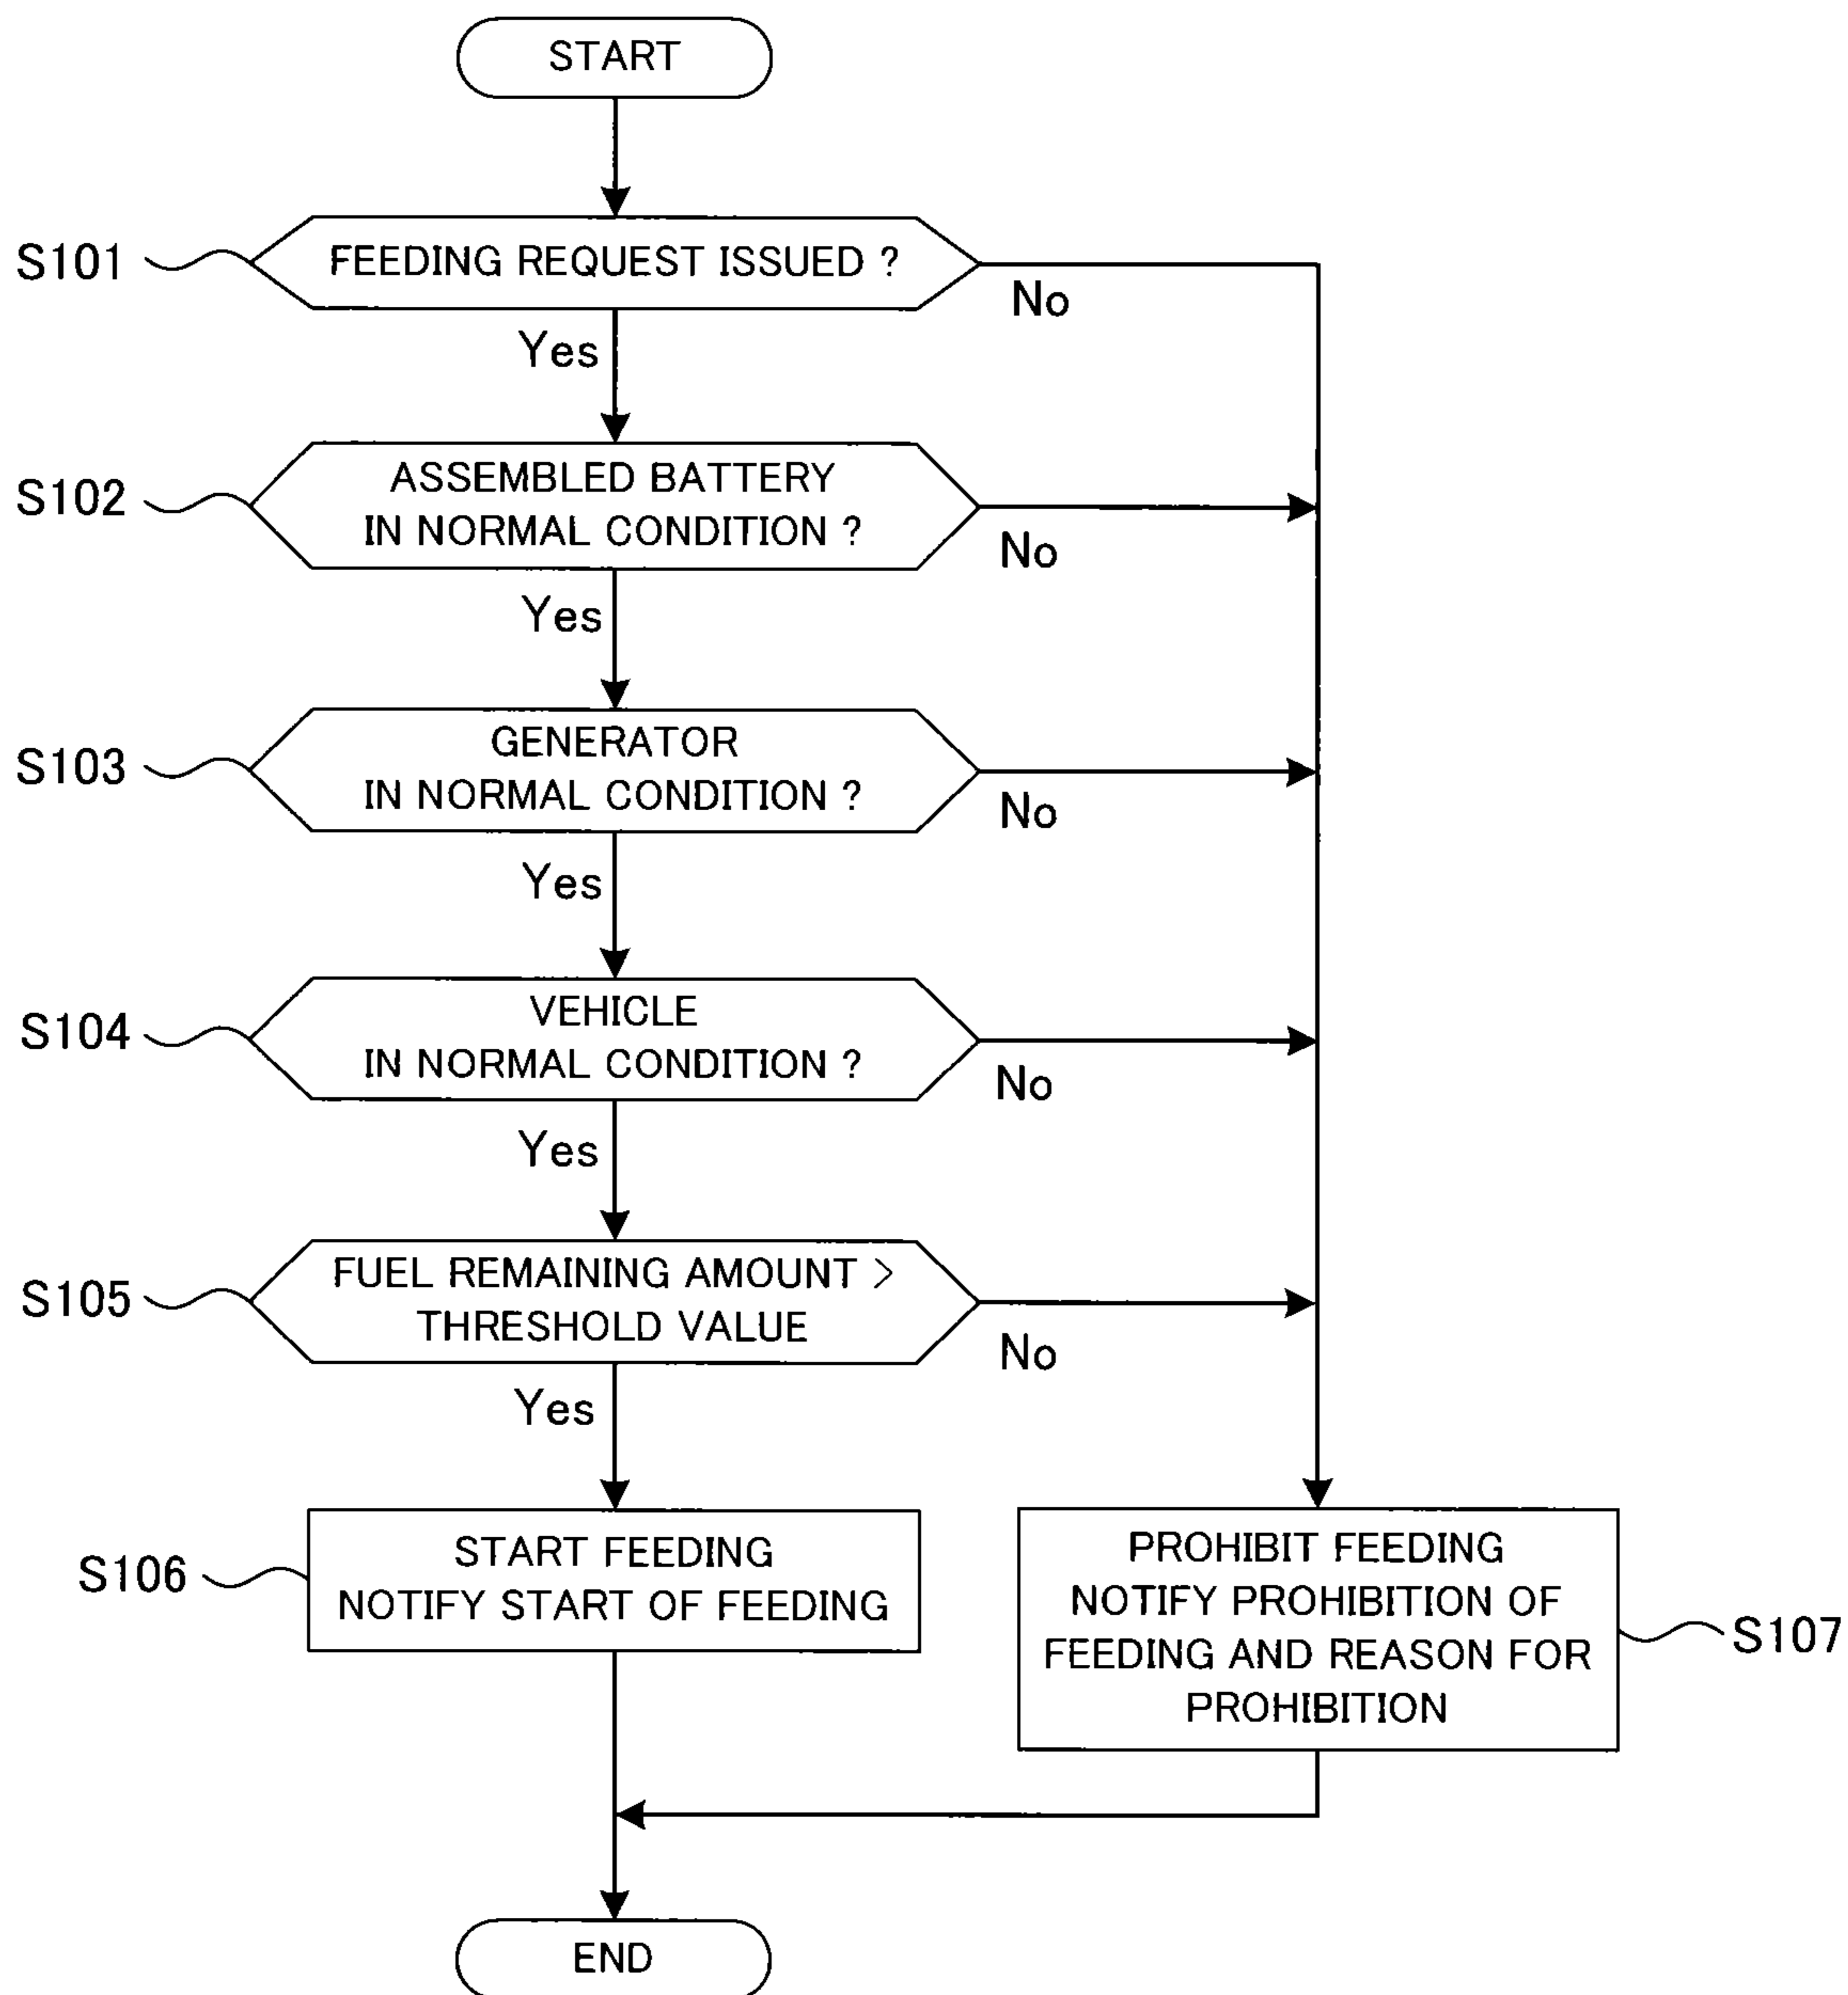 START
S101
FEEDING REQUEST ISSUED ?
No
Yes
S102
ASSEMBLED BATTERY
IN NORMAL CONDITION ?
No
Yes
S103
GENERATOR
IN NORMAL CONDITION ?
No
Yes
S104
VEHICLE
IN NORMAL CONDITION ?
No
Yes
S105
FUEL REMAINING AMOUNT >
THRESHOLD VALUE
No
Yes
S106
START FEEDING
NOTIFY START OF FEEDING
PROHIBIT FEEDING
NOTIFY PROHIBITION OF
FEEDING AND REASON FOR
PROHIBITION
S107
END